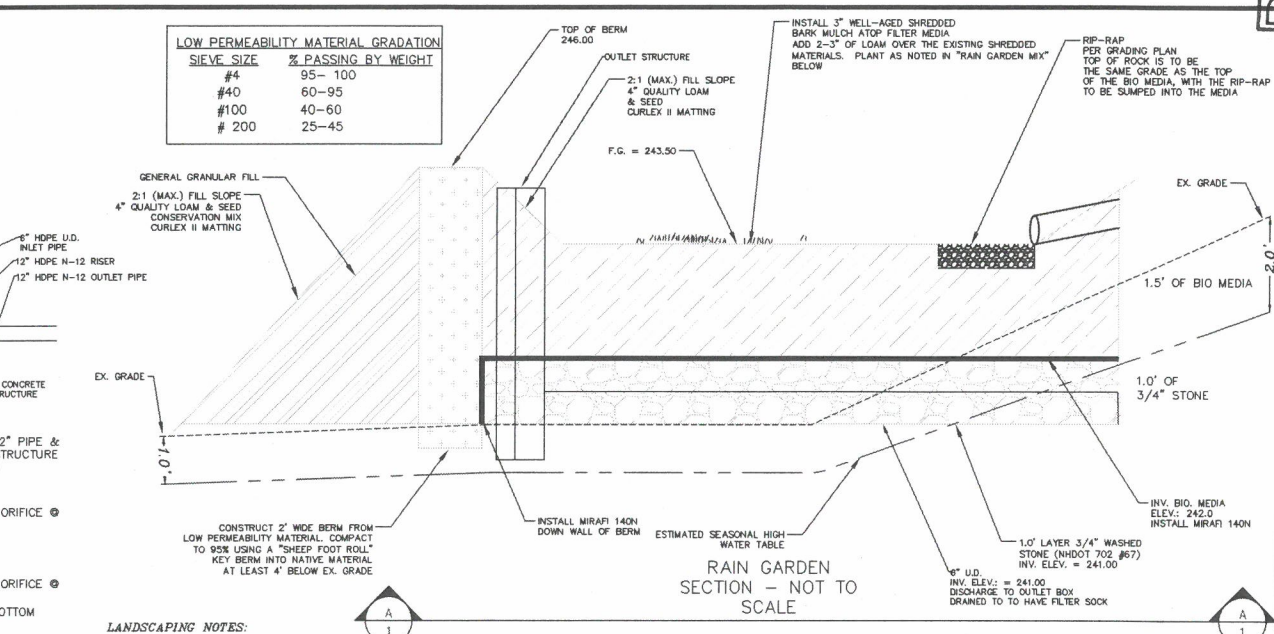 LOW PERMEABILITY MATERIAL GRADATION
SIEVE SIZE % PASSING BY WEIGHT
#4 95- 100
#40 60-95
#100 40-60
# 200 25-45
TOP OF BERM
246.00
OUTLET STRUCTURE
2:1 (MAX.) FILL SLOPE
4" QUALITY LOAM
& SEED
CURLEX II MATTING
INSTALL 3" WELL-AGED SHREDDED
BARK MULCH ATOP FILTER MEDIA
ADD 2-3" OF LOAM OVER THE EXISTING SHREDDED
MATERIALS. PLANT AS NOTED IN "RAIN GARDEN MIX"
BELOW
RIP-RAP
PER GRADING PLAN
TOP OF ROCK IS TO BE
THE SAME GRADE AS THE TOP
OF THE BIO MEDIA, WITH THE RIP-RAP
TO BE SUMPED INTO THE MEDIA
F.G. = 243.50
GENERAL GRANULAR FILL
2:1 (MAX.) FILL SLOPE
4" QUALITY LOAM & SEED
CONSERVATION MIX
CURLEX II MATTING
EX. GRADE
6" HDPE U.D.
INLET PIPE
12" HDPE N-12 RISER
12" HDPE N-12 OUTLET PIPE
2.0'
1.5' OF BIO MEDIA
EX. GRADE
CONCRETE
1.0' OF
3/4" STONE
2" PIPE &
1.0'
ORIFICE @
CONSTRUCT 2' WIDE BERM FROM
LOW PERMEABILITY MATERIAL. COMPACT
TO 95% USING A "SHEEP FOOT ROLL"
KEY BERM INTO NATIVE MATERIAL
AT LEAST 4' BELOW EX. GRADE
INSTALL MIRAFI 140N
DOWN WALL OF BERM
ESTIMATED SEASONAL HIGH
WATER TABLE
INV. BIO. MEDIA
ELEV.: 242.0
INSTALL MIRAFI 140N
1.0' LAYER 3/4" WASHED
STONE (NHDOT 702 #67)
INV. ELEV. = 241.00
6" U.D.
INV. ELEV.: = 241.00
DISCHARGE TO OUTLET BOX
DRAINED TO TO HAVE FILTER SOCK
RAIN GARDEN
SECTION - NOT TO
SCALE
ORIFICE @
OTTOM
A
1
A
1
LANDSCAPING NOTES: